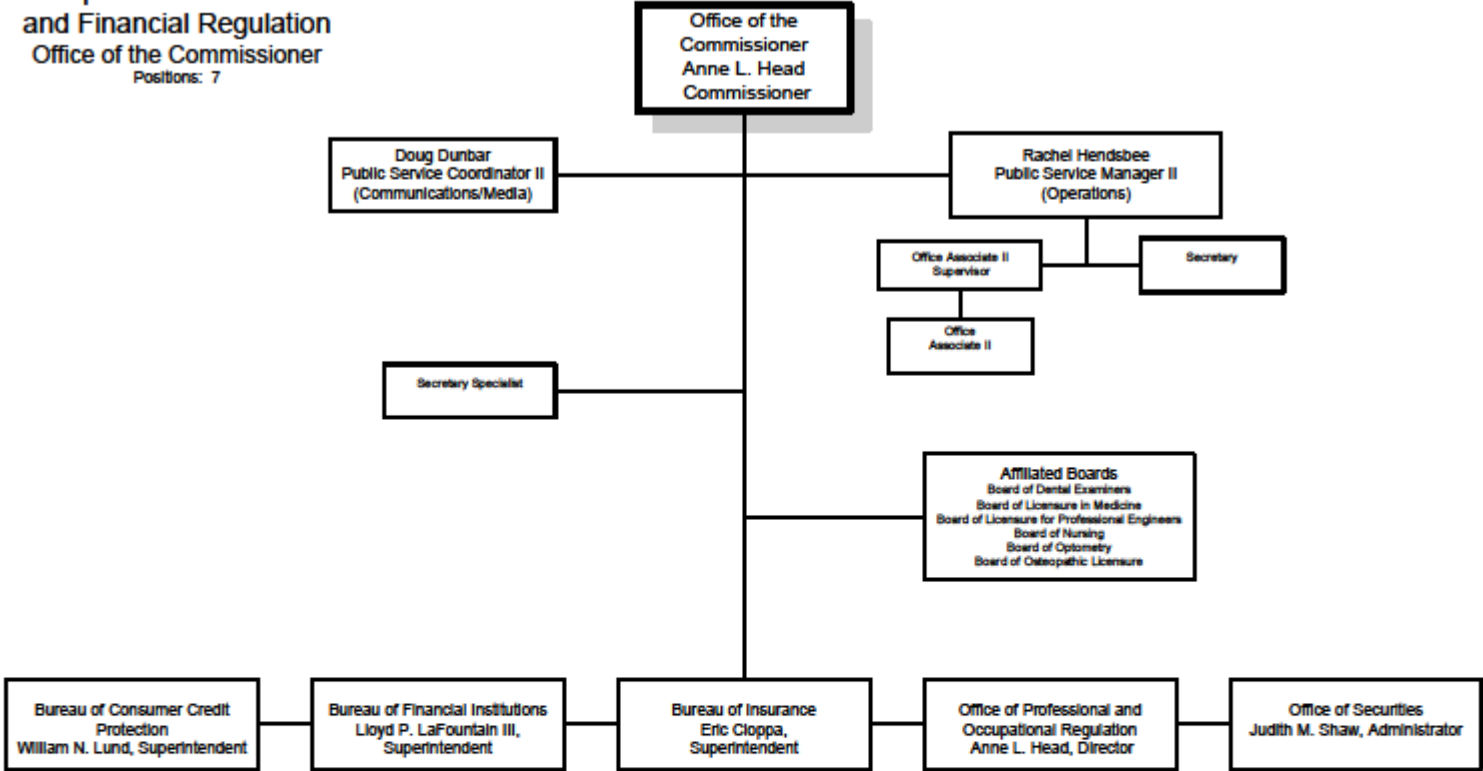 and Financial Regulation
Office of the Commissioner
Positions: 7
Office of the
Commissioner
Anne L. Head
Commissioner
Doug Dunbar
Public Service Coordinator II
(Communications/Media)
Rachel Hendsbee
Public Service Manager II
(Operations)
Office Associate II
Supervisor
Secretary
Office
Associate II
Secretary Specialist
Affiliated Boards
Board of Dental Examiners
Board of Licensure in Medicine
Board of Licensure for Professional Engineers
Board of Nursing
Board of Optometry
Board of Osteopathic Licensure
Bureau of Consumer Credit
Protection
William N. Lund, Superintendent
Bureau of Financial Institutions
Lloyd P. LaFountain III,
Superintendent
Bureau of Insurance
Eric Cioppa,
Superintendent
Office of Professional and
Occupational Regulation
Anne L. Head, Director
Office of Securities
Judith M. Shaw, Administrator